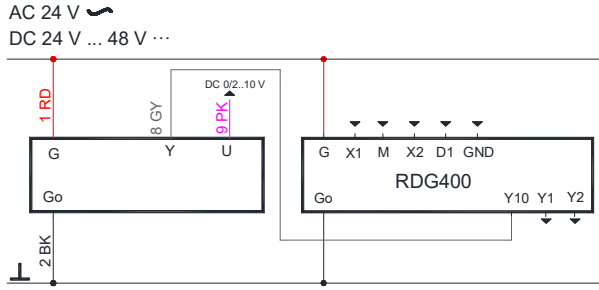 AC 24 V
DC 24 V ... 48 V ⋯
1 RD
8 GY
9 PK
DC 0/2..10 V
G Y U
Go
2 BK
G X1 M X2 D1 GND
RDG400
Go Y10 Y1 Y2